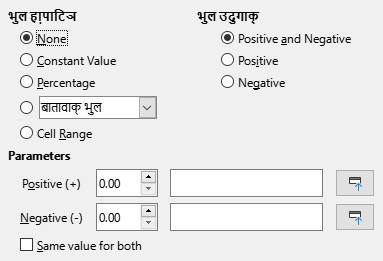 भुल हा़पाटिञ
None
Constant Value
Percentage
बातावाक् भुल
Cell Range
भुल उदुगाक्
Positive and Negative
Positive
Negative
Parameters
Positive (+) 0.00
Negative (-) 0.00
Same value for both